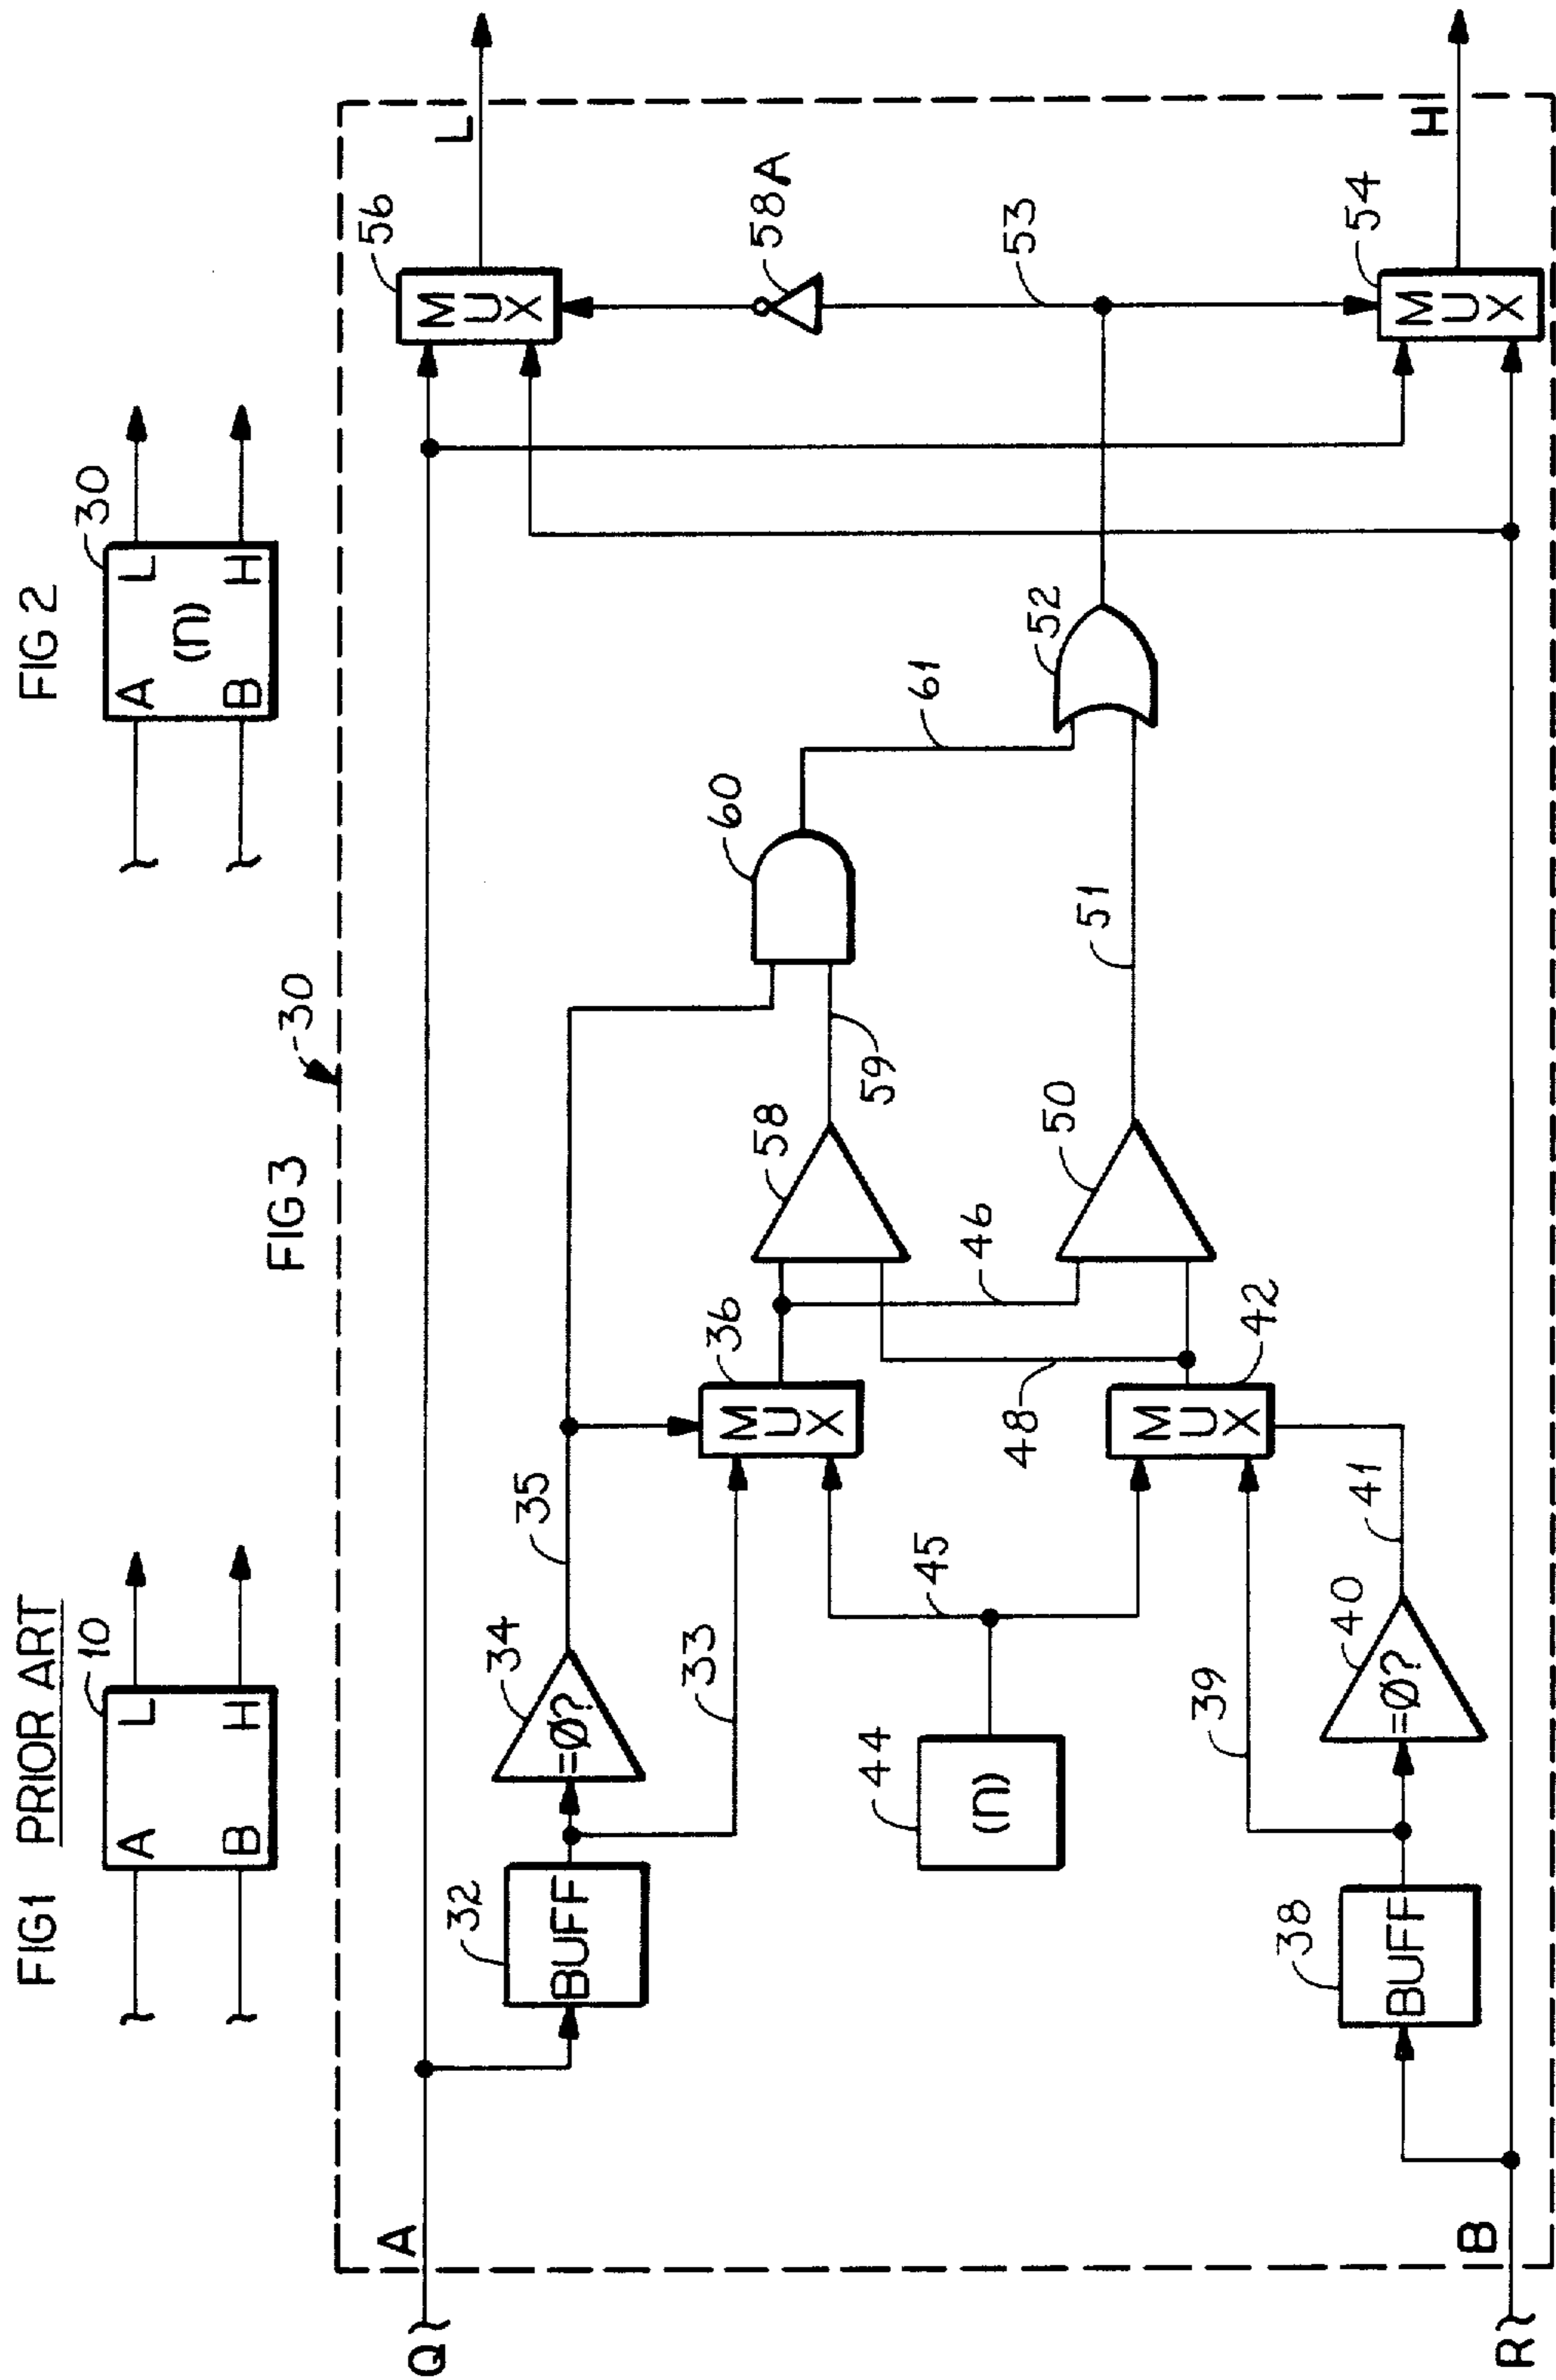 FIG1 PRIOR ART
10
A L
B H
FIG 2
30
A L
(n)
B H
FIG 3
30
Q A
32
BUFF
34
=Ø?
35
33
36
MUX
44
(n)
45
46
48
58
59
60
61
50
51
52
53
58A
56
MUX
L
R B
38
BUFF
39
40
=Ø?
41
42
MUX
54
MUX
H